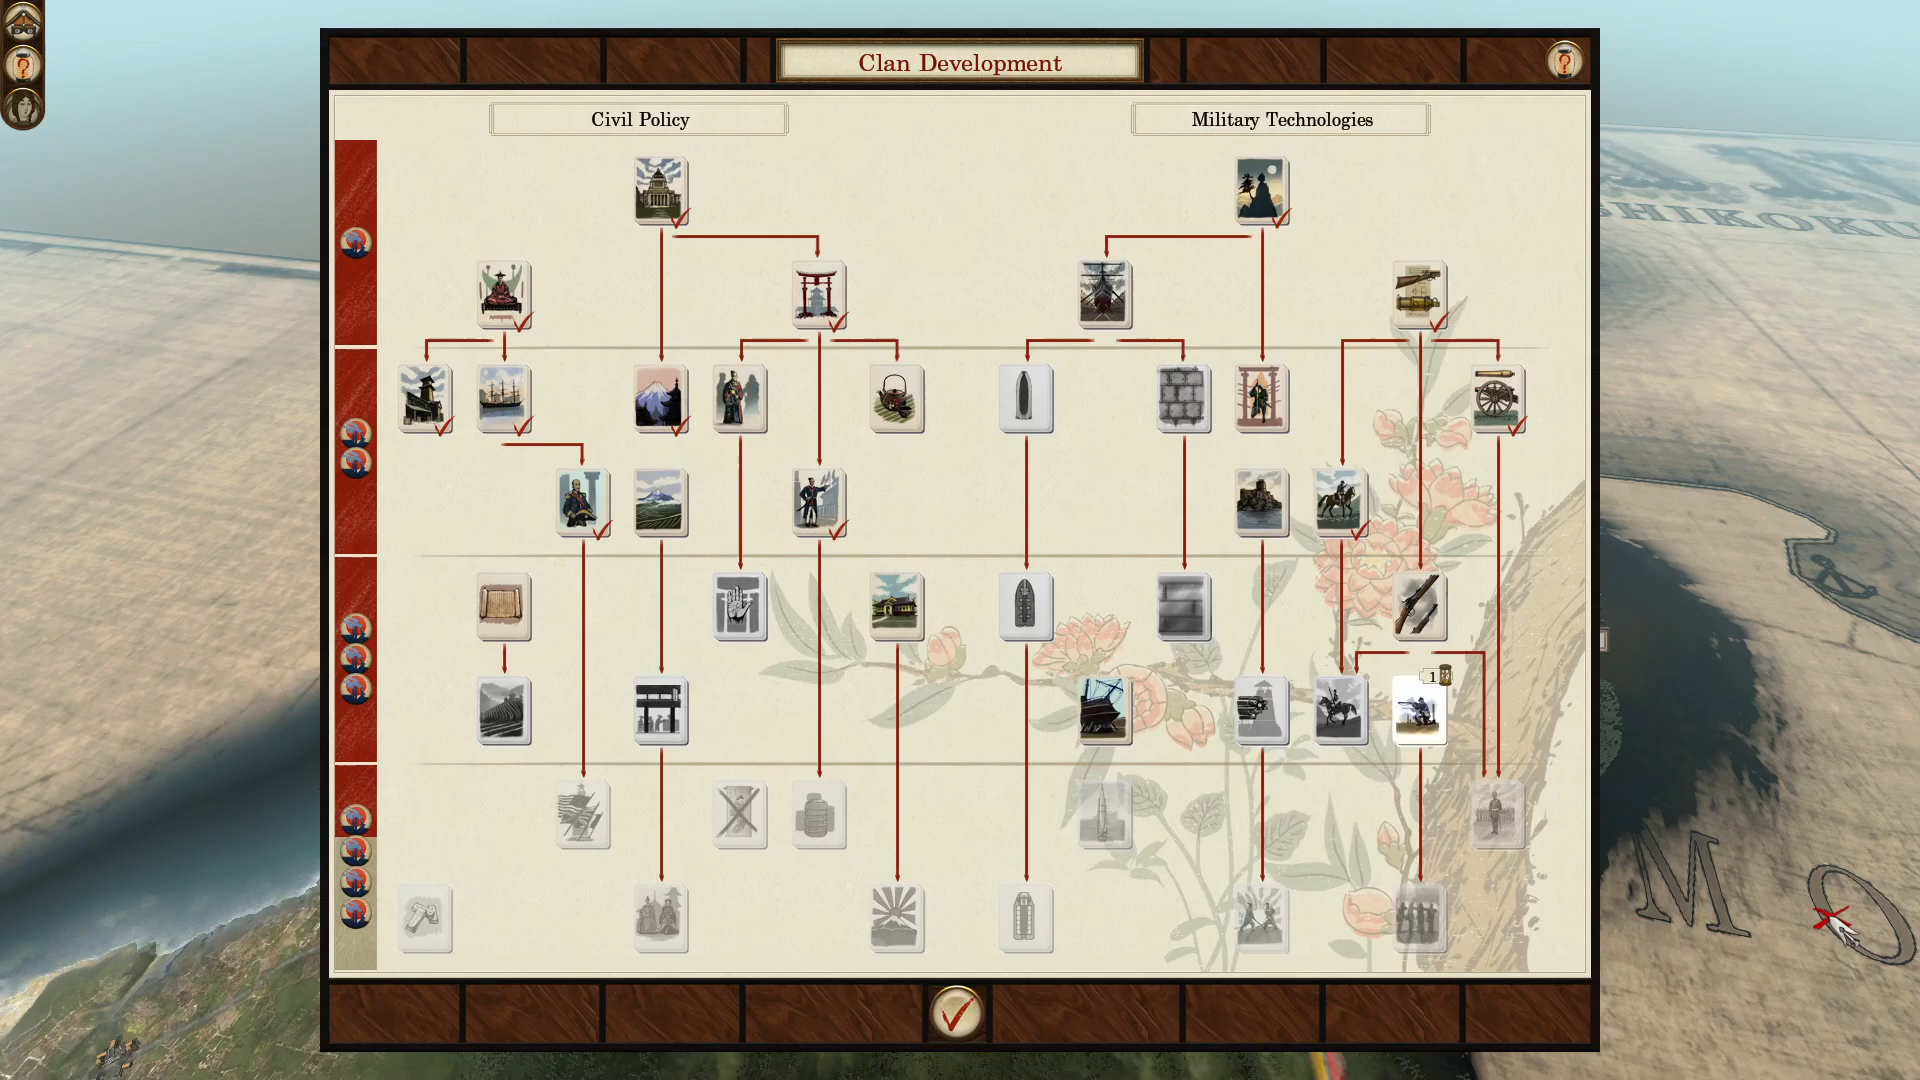 Clan Development
Civil Policy
Military Technologies
SHIKOKU
1
M O